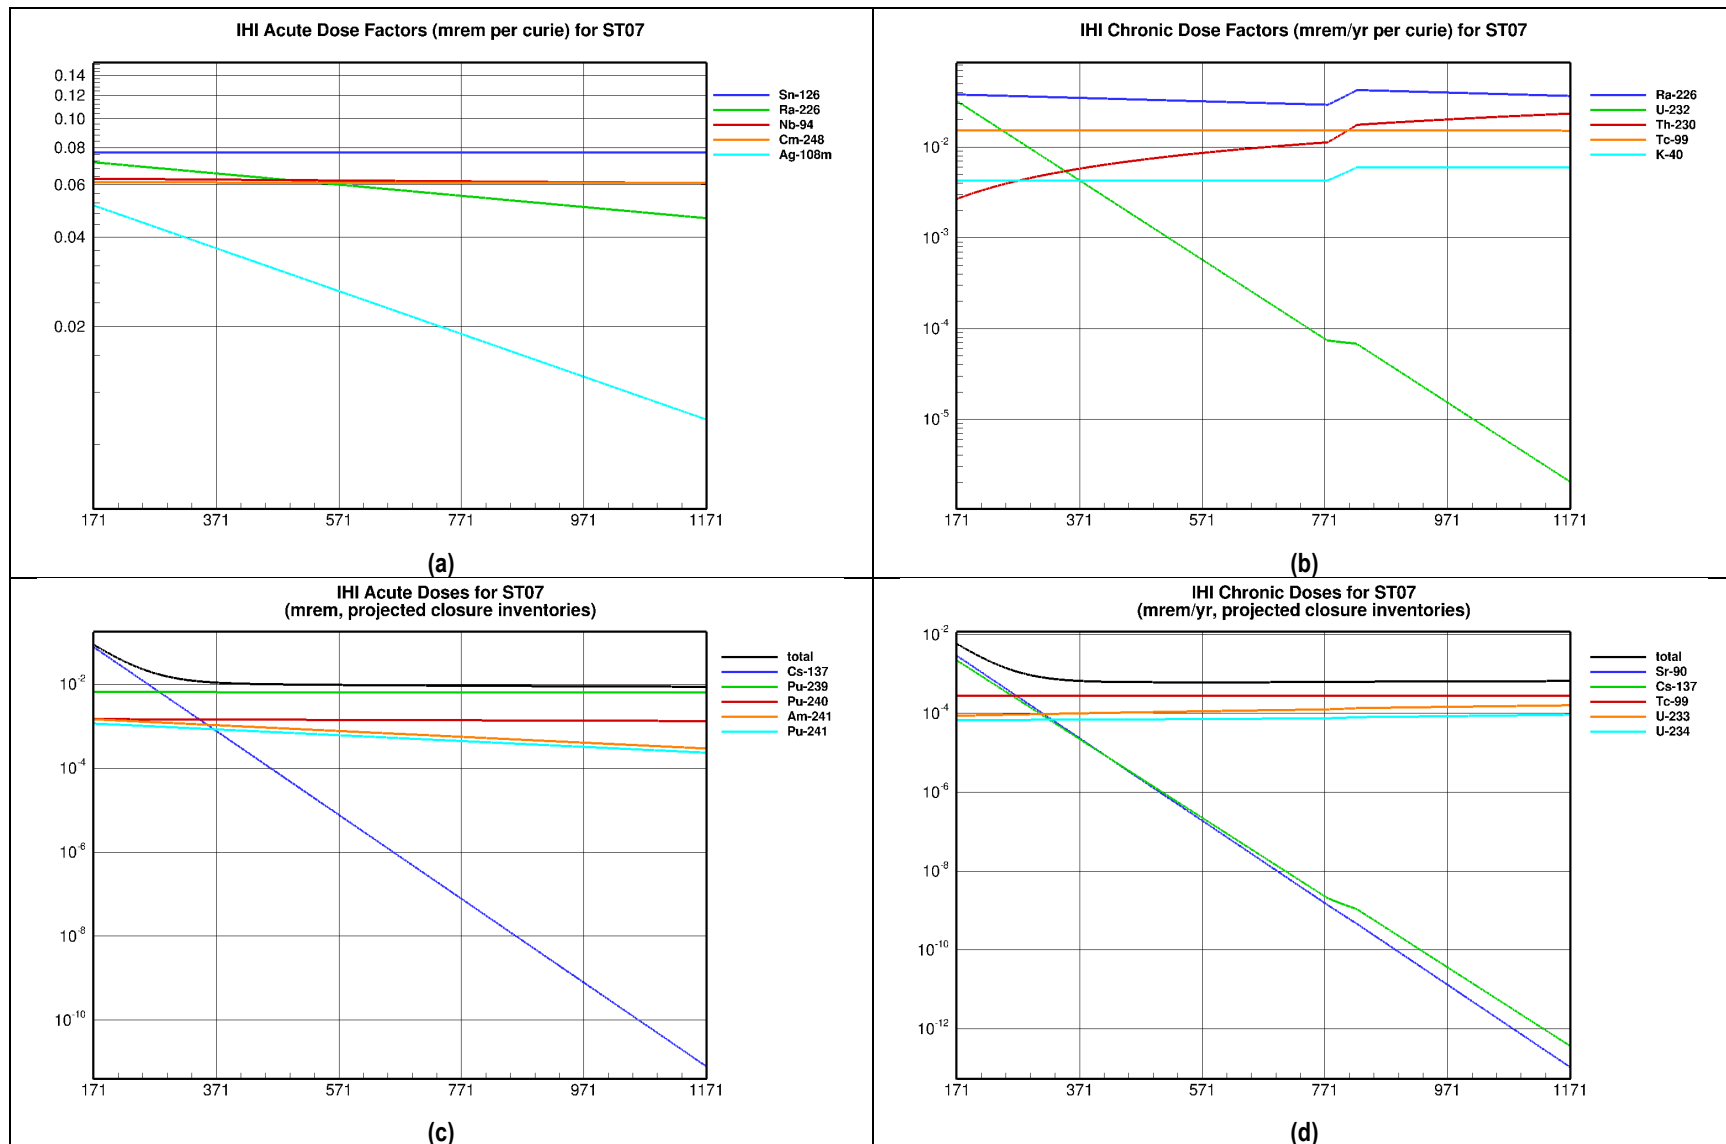 IHI Acute Dose Factors (mrem per curie) for ST07
0.14
0.12
0.10
0.08
0.06
0.04
0.02
171 371 571 771 971 1171
Sn-126
Ra-226
Nb-94
Cm-248
Ag-108m
(a)
IHI Chronic Dose Factors (mrem/yr per curie) for ST07
10-2
10-3
10-4
10-5
171 371 571 771 971 1171
Ra-226
U-232
Th-230
Tc-99
K-40
(b)
IHI Acute Doses for ST07
(mrem, projected closure inventories)
10-2
10-4
10-6
10-8
10-10
171 371 571 771 971 1171
total
Cs-137
Pu-239
Pu-240
Am-241
Pu-241
(c)
IHI Chronic Doses for ST07
(mrem/yr, projected closure inventories)
10-2
10-4
10-6
10-8
10-10
10-12
171 371 571 771 971 1171
total
Sr-90
Cs-137
Tc-99
U-233
U-234
(d)